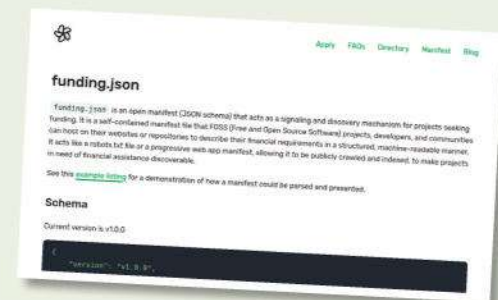 Apply FAQs Directory Manifest Blog
funding.json
funding.json is an open manifest (JSON schema) that acts as a signaling and discovery mechanism for projects seeking
funding. It is a self-contained manifest file that FOSS (Free and Open Source Software) projects, developers, and communities
can host on their websites or repositories to describe their financial requirements in a structured, machine-readable manner.
It acts like a robots.txt file or a progressive web app manifest, allowing it to be publicly crawled and indexed, to make projects
in need of financial assistance discoverable.
See this example listing for a demonstration of how a manifest could be parsed and presented.
Schema
Current version is v1.0.0
{
"version": "v1.0.0",